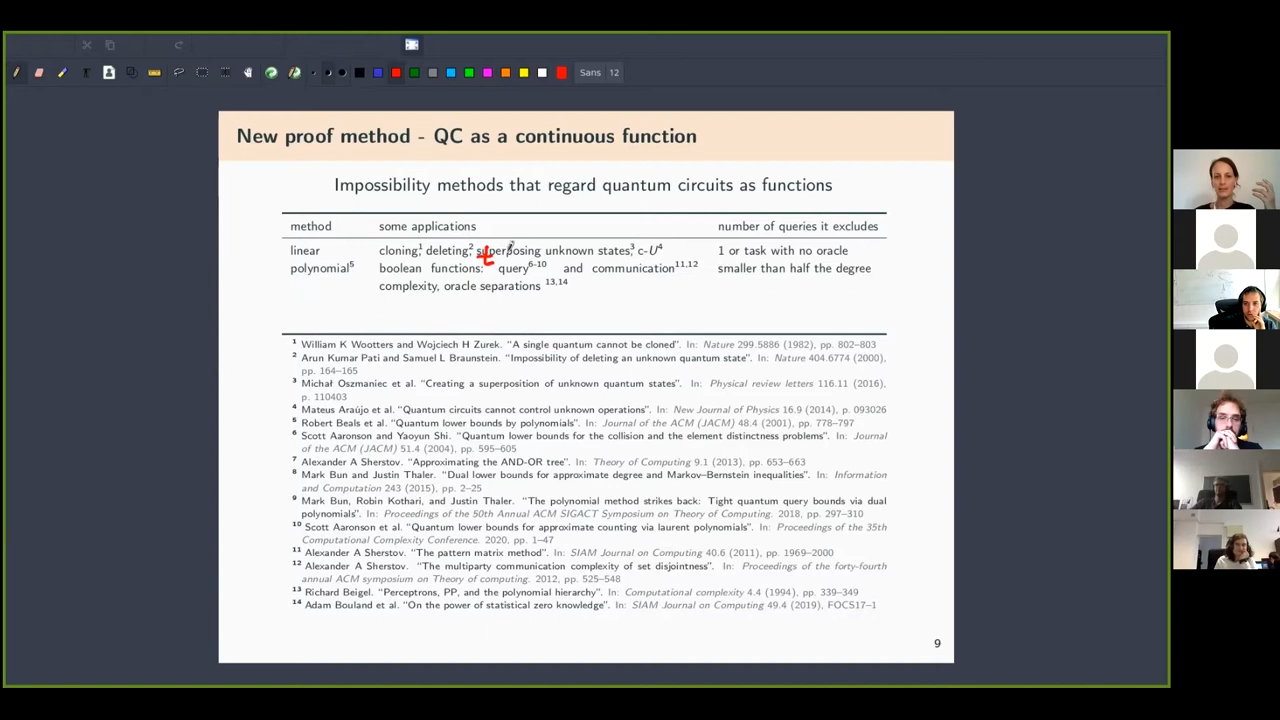 Sans 12
New proof method - QC as a continuous function
Impossibility methods that regard quantum circuits as functions
method some applications number of queries it excludes
linear cloning,1 deleting,2 superposing unknown states,3 c-U4 1 or task with no oracle
polynomial5 boolean functions: query6-10 and communication11,12 smaller than half the degree
complexity, oracle separations 13,14
t
1 William K Wootters and Wojciech H Zurek. “A single quantum cannot be cloned”. In: Nature 299.5886 (1982), pp. 802–803
2 Arun Kumar Pati and Samuel L Braunstein. “Impossibility of deleting an unknown quantum state”. In: Nature 404.6774 (2000),
pp. 164–165
3 Michał Oszmaniec et al. “Creating a superposition of unknown quantum states”. In: Physical review letters 116.11 (2016),
p. 110403
4 Mateus Araújo et al. “Quantum circuits cannot control unknown operations”. In: New Journal of Physics 16.9 (2014), p. 093026
5 Robert Beals et al. “Quantum lower bounds by polynomials”. In: Journal of the ACM (JACM) 48.4 (2001), pp. 778–797
6 Scott Aaronson and Yaoyun Shi. “Quantum lower bounds for the collision and the element distinctness problems”. In: Journal
of the ACM (JACM) 51.4 (2004), pp. 595–605
7 Alexander A Sherstov. “Approximating the AND-OR tree”. In: Theory of Computing 9.1 (2013), pp. 653–663
8 Mark Bun and Justin Thaler. “Dual lower bounds for approximate degree and Markov–Bernstein inequalities”. In: Information
and Computation 243 (2015), pp. 2–25
9 Mark Bun, Robin Kothari, and Justin Thaler. “The polynomial method strikes back: Tight quantum query bounds via dual
polynomials”. In: Proceedings of the 50th Annual ACM SIGACT Symposium on Theory of Computing. 2018, pp. 297–310
10 Scott Aaronson et al. “Quantum lower bounds for approximate counting via laurent polynomials”. In: Proceedings of the 35th
Computational Complexity Conference. 2020, pp. 1–47
11 Alexander A Sherstov. “The pattern matrix method”. In: SIAM Journal on Computing 40.6 (2011), pp. 1969–2000
12 Alexander A Sherstov. “The multiparty communication complexity of set disjointness”. In: Proceedings of the forty-fourth
annual ACM symposium on Theory of computing. 2012, pp. 525–548
13 Richard Beigel. “Perceptrons, PP, and the polynomial hierarchy”. In: Computational complexity 4.4 (1994), pp. 339–349
14 Adam Bouland et al. “On the power of statistical zero knowledge”. In: SIAM Journal on Computing 49.4 (2019), FOCS17–1
9